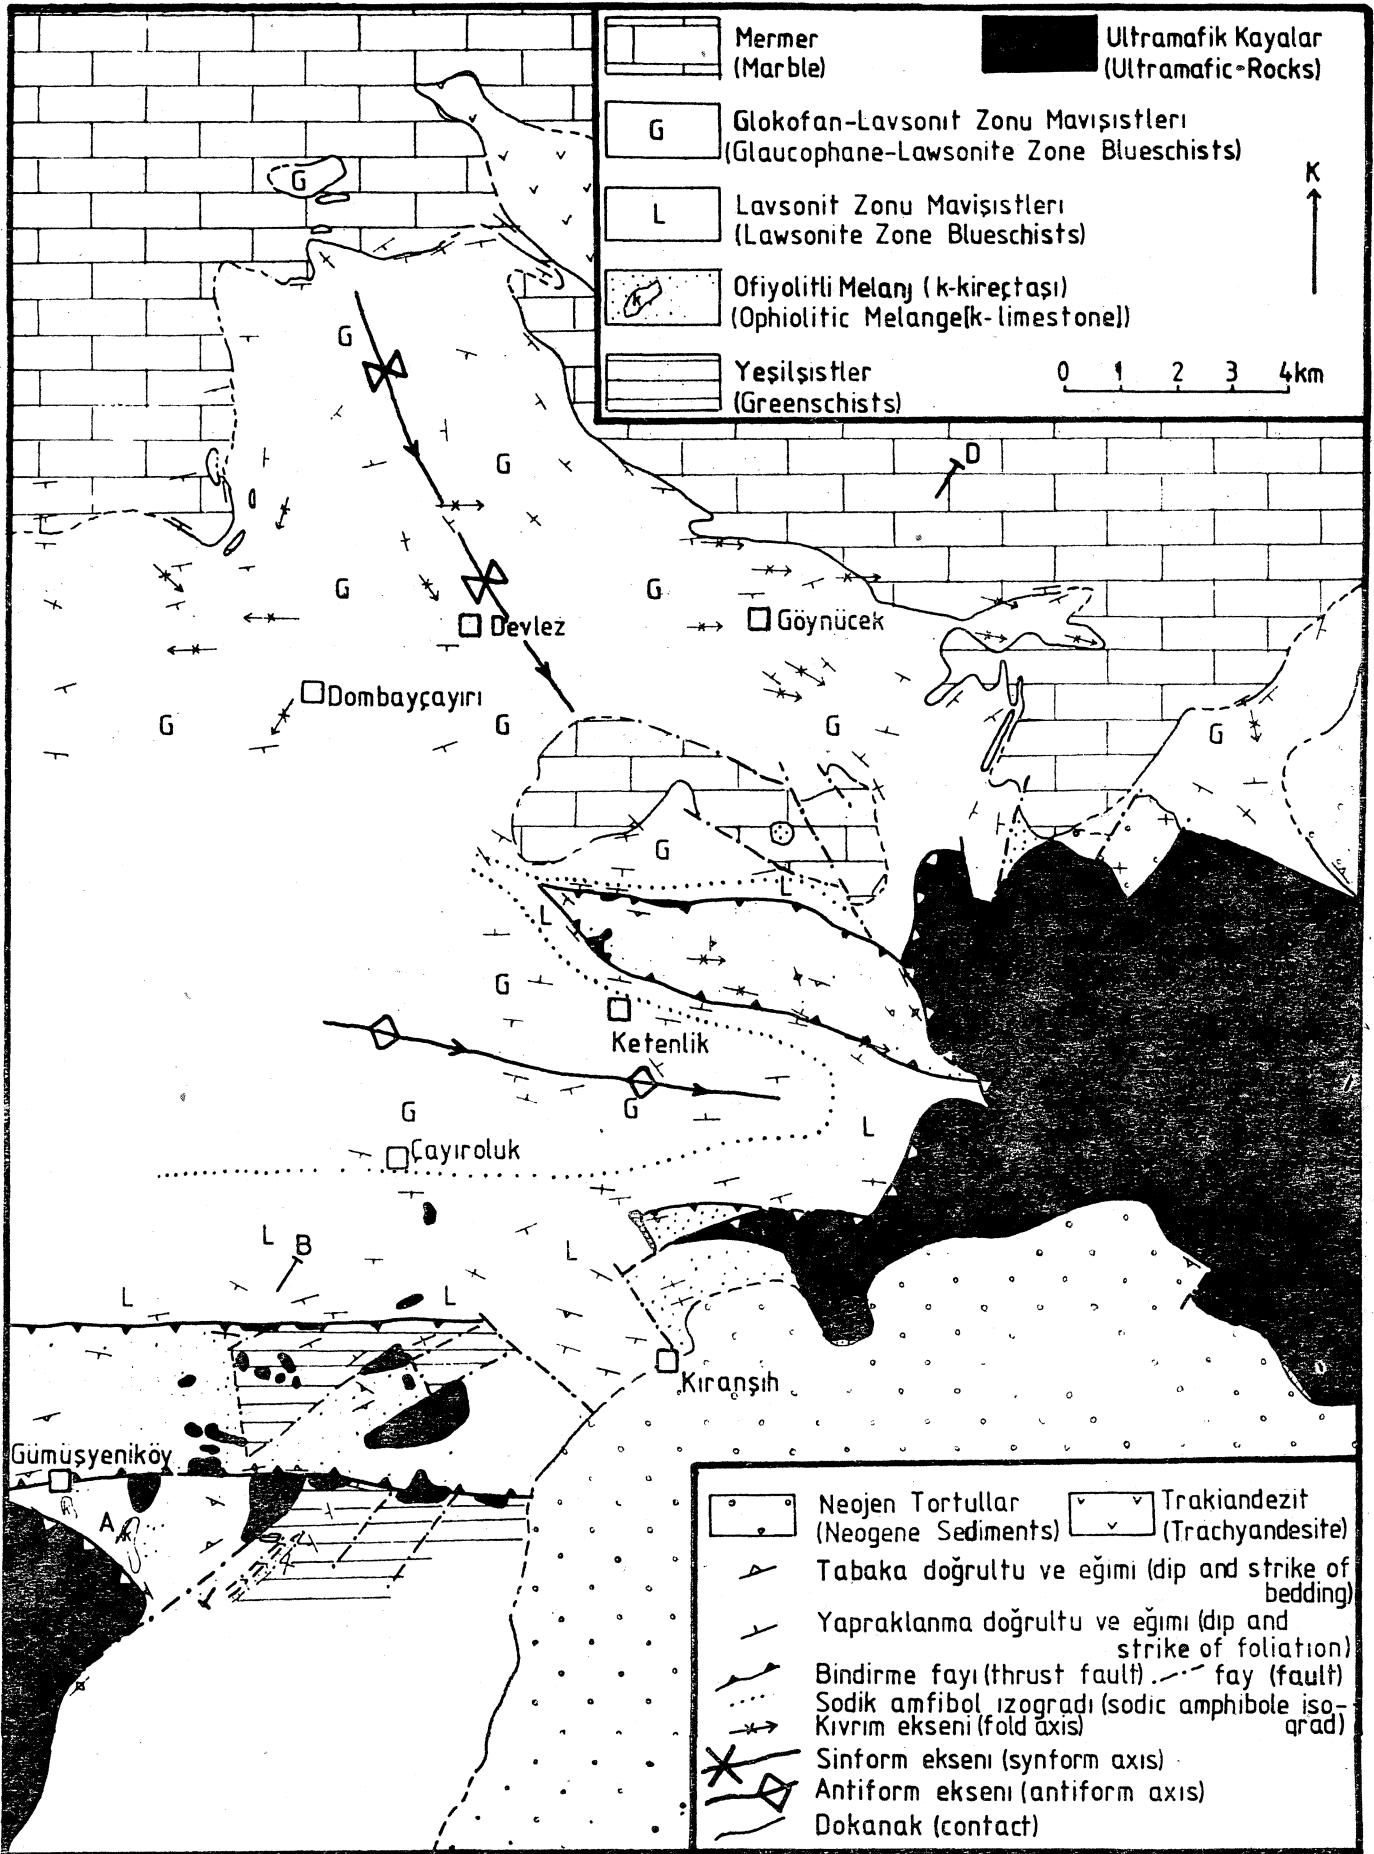 Mermer
(Marble)
Ultramafik Kayalar
(Ultramafic-Rocks)
G
Glokofan-Lavsonit Zonu Mavişistleri
(Glaucophane-Lawsonite Zone Blueschists)
L
Lavsonit Zonu Mavişistleri
(Lawsonite Zone Blueschists)
k
Ofiyolitli Melanj (k-kireçtaşı)
(Ophiolitic Melange[k-limestone])
Yeşilşistler
(Greenschists)
K
0 1 2 3 4km
G
G
G
D
G
G
Devlez
Göynücek
Dombayçayırı
G
G
G
G
G
L
L
G
Ketenlik
G
G
L
Çayıroluk
L
B
L
L
L
Kıranşıh
Gümüşyeniköy
k
A
k
Neojen Tortullar
(Neogene Sediments)
Trakiandezit
(Trachyandesite)
Tabaka doğrultu ve eğimi (dip and strike of
bedding)
Yapraklanma doğrultu ve eğimi (dip and
strike of foliation)
Bindirme fayı (thrust fault) fay (fault)
Sodik amfibol izogradı (sodic amphibole iso-
grad)
Kıvrım ekseni (fold axis)
Sinform ekseni (synform axis)
Antiform ekseni (antiform axis)
Dokanak (contact)